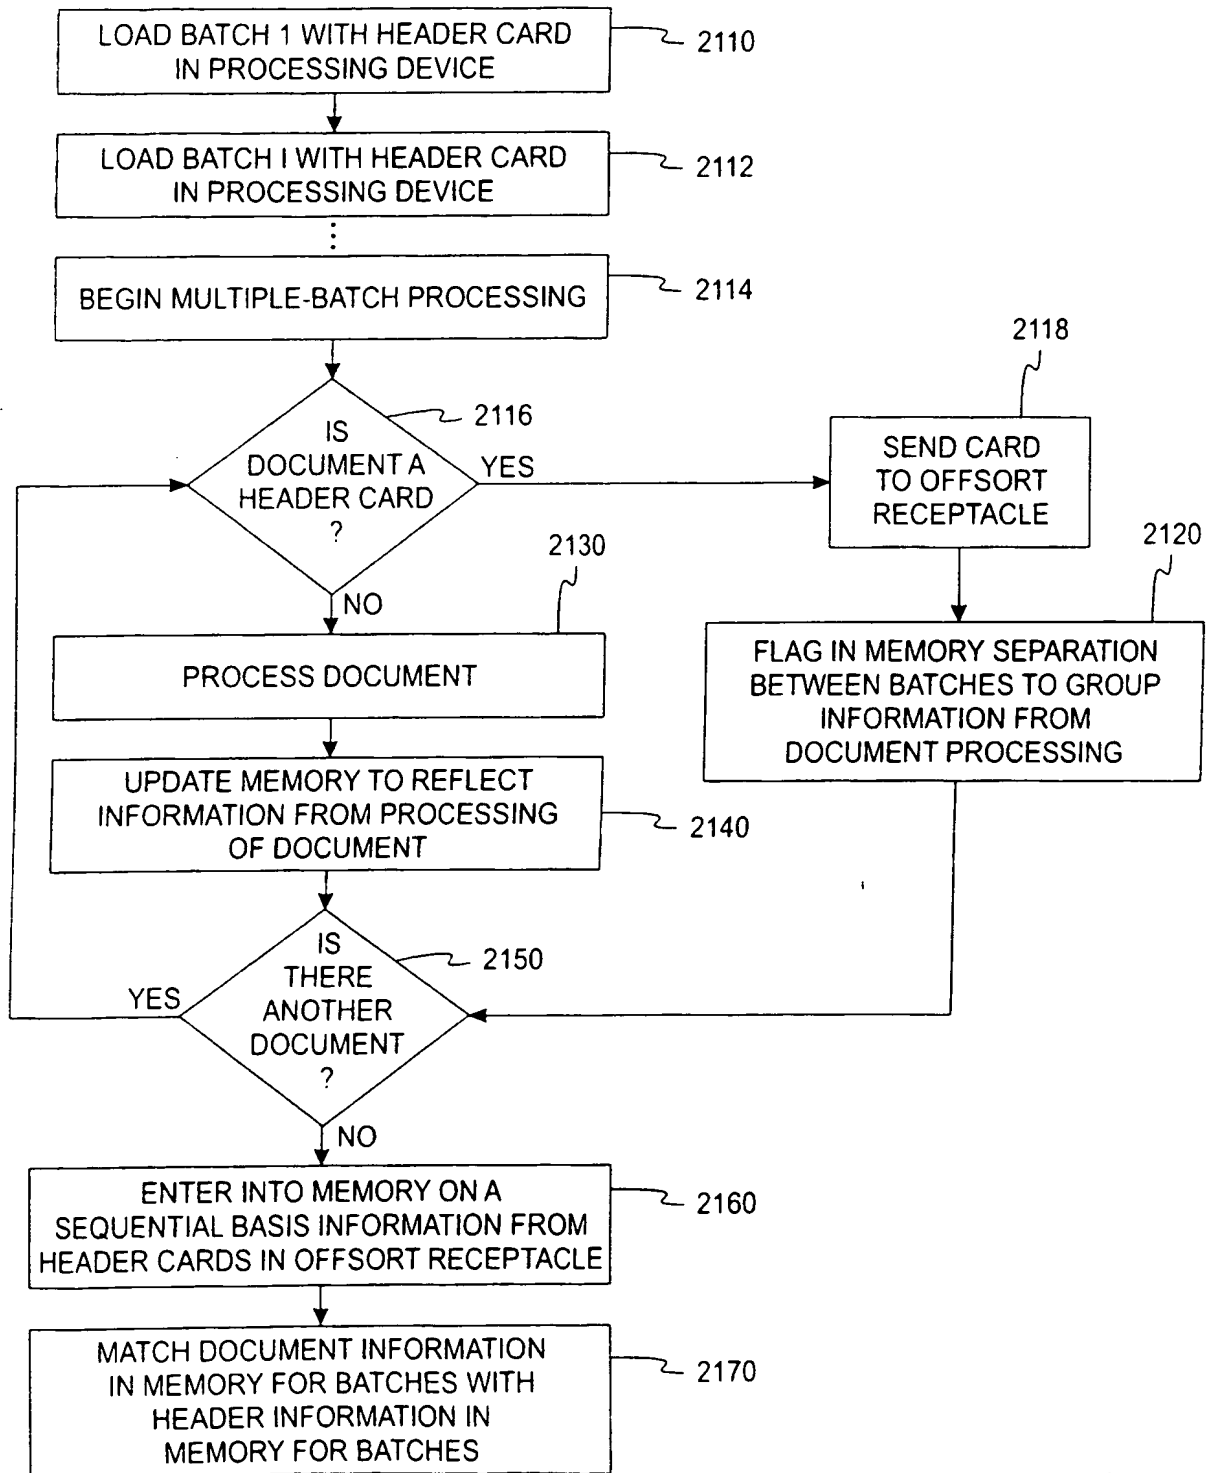 LOAD BATCH 1 WITH HEADER CARD
IN PROCESSING DEVICE
2110
LOAD BATCH I WITH HEADER CARD
IN PROCESSING DEVICE
2112
BEGIN MULTIPLE-BATCH PROCESSING
2114
IS
DOCUMENT A
HEADER CARD
?
2116
YES
NO
2118
SEND CARD
TO OFFSORT
RECEPTACLE
2120
FLAG IN MEMORY SEPARATION
BETWEEN BATCHES TO GROUP
INFORMATION FROM
DOCUMENT PROCESSING
2130
PROCESS DOCUMENT
UPDATE MEMORY TO REFLECT
INFORMATION FROM PROCESSING
OF DOCUMENT
2140
IS
THERE
ANOTHER
DOCUMENT
?
2150
YES
NO
ENTER INTO MEMORY ON A
SEQUENTIAL BASIS INFORMATION FROM
HEADER CARDS IN OFFSORT RECEPTACLE
2160
MATCH DOCUMENT INFORMATION
IN MEMORY FOR BATCHES WITH
HEADER INFORMATION IN
MEMORY FOR BATCHES
2170